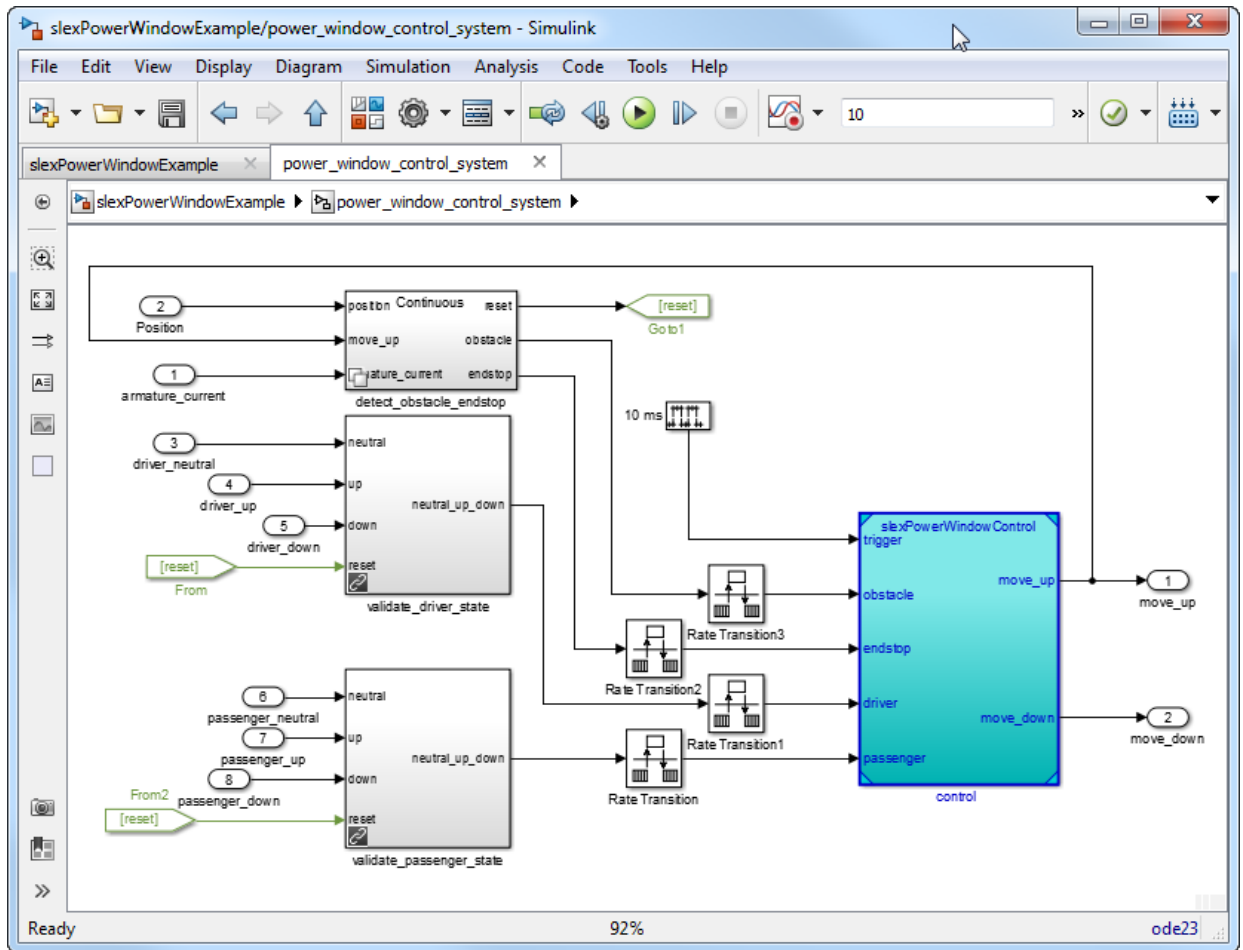 slexPowerWindowExample/power_window_control_system - Simulink
File Edit View Display Diagram Simulation Analysis Code Tools Help
10
slexPowerWindowExample
power_window_control_system
slexPowerWindowExample power_window_control_system
2
Position
1
armature_current
position Continuous reset
move_up obstacle
ature_current endstop
detect_obstacle_endstop
[reset]
Goto1
10 ms
3
driver_neutral
4
driver_up
5
driver_down
[reset]
From
neutral
up
neutral_up_down
down
reset
validate_driver_state
slexPowerWindowControl
trigger
move_up
obstacle
endstop
driver
move_down
passenger
control
1
move_up
2
move_down
Rate Transition3
Rate Transition2
Rate Transition1
Rate Transition
6
passenger_neutral
7
passenger_up
8
passenger_down
From2
[reset]
neutral
up
neutral_up_down
down
reset
validate_passenger_state
Ready 92% ode23